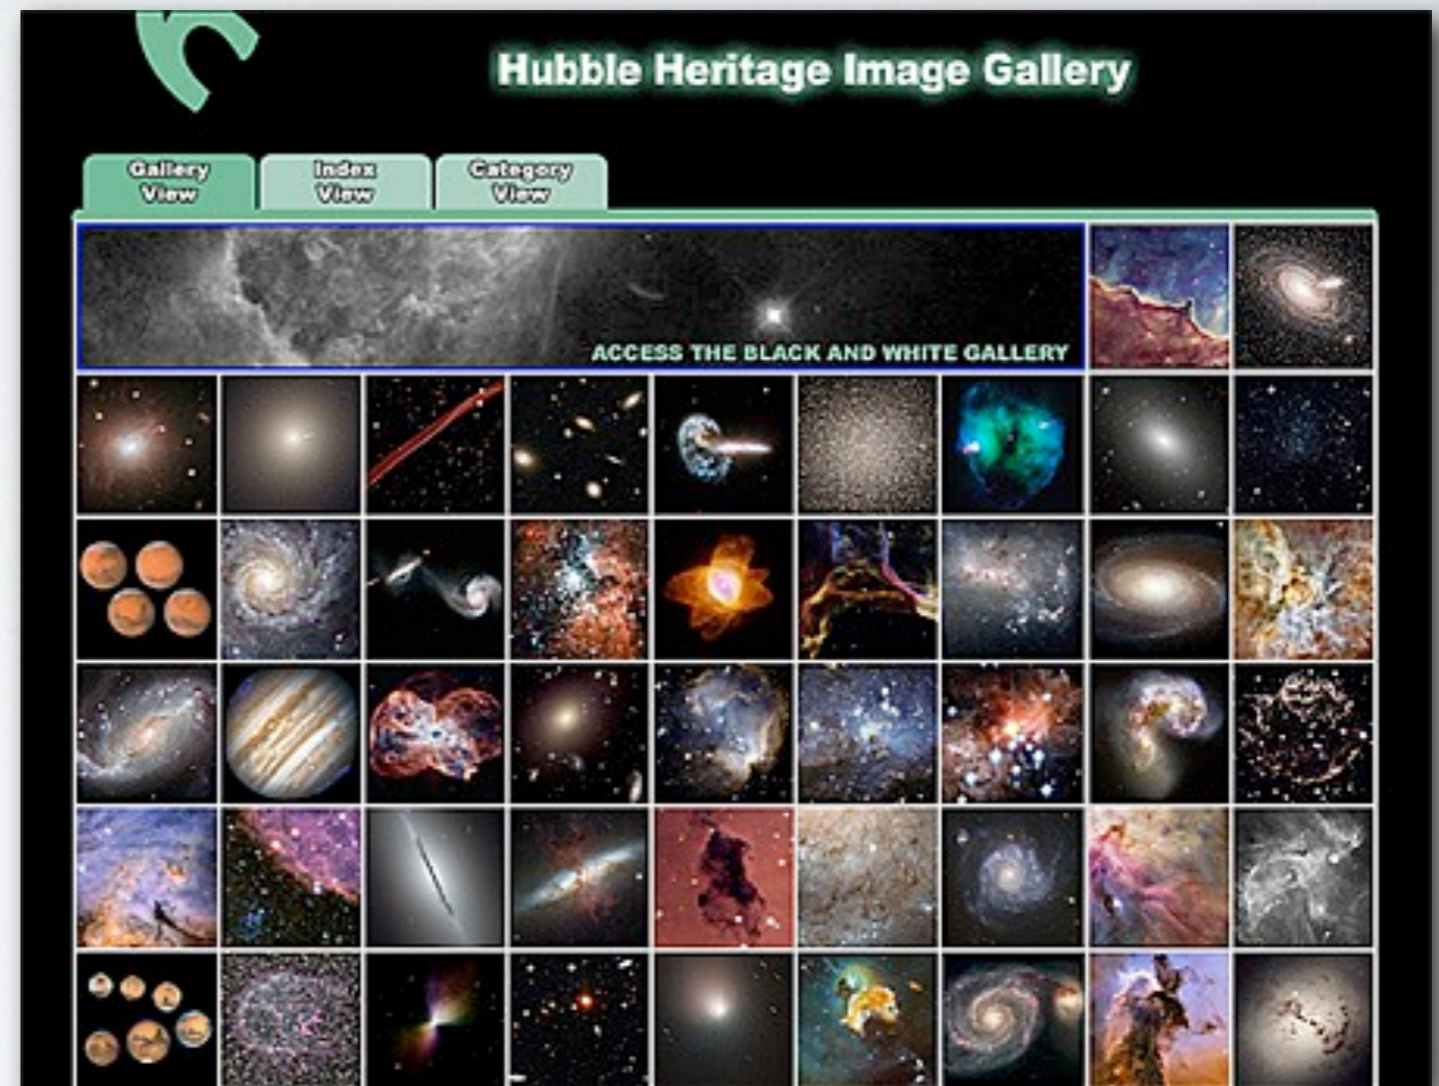 Hubble Heritage Image Gallery
Gallery
View
Index
View
Category
View
ACCESS THE BLACK AND WHITE GALLERY